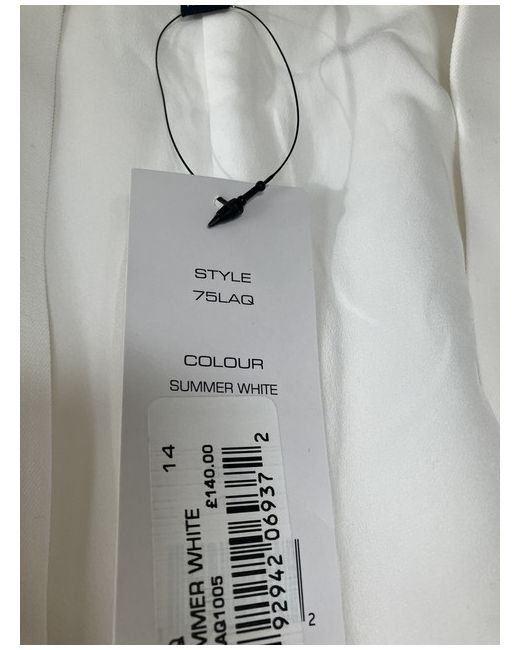 STYLE
75LAQ
COLOUR
SUMMER WHITE
14
£140.00
MMER WHITE
AQ1005
92942 06937 2
2